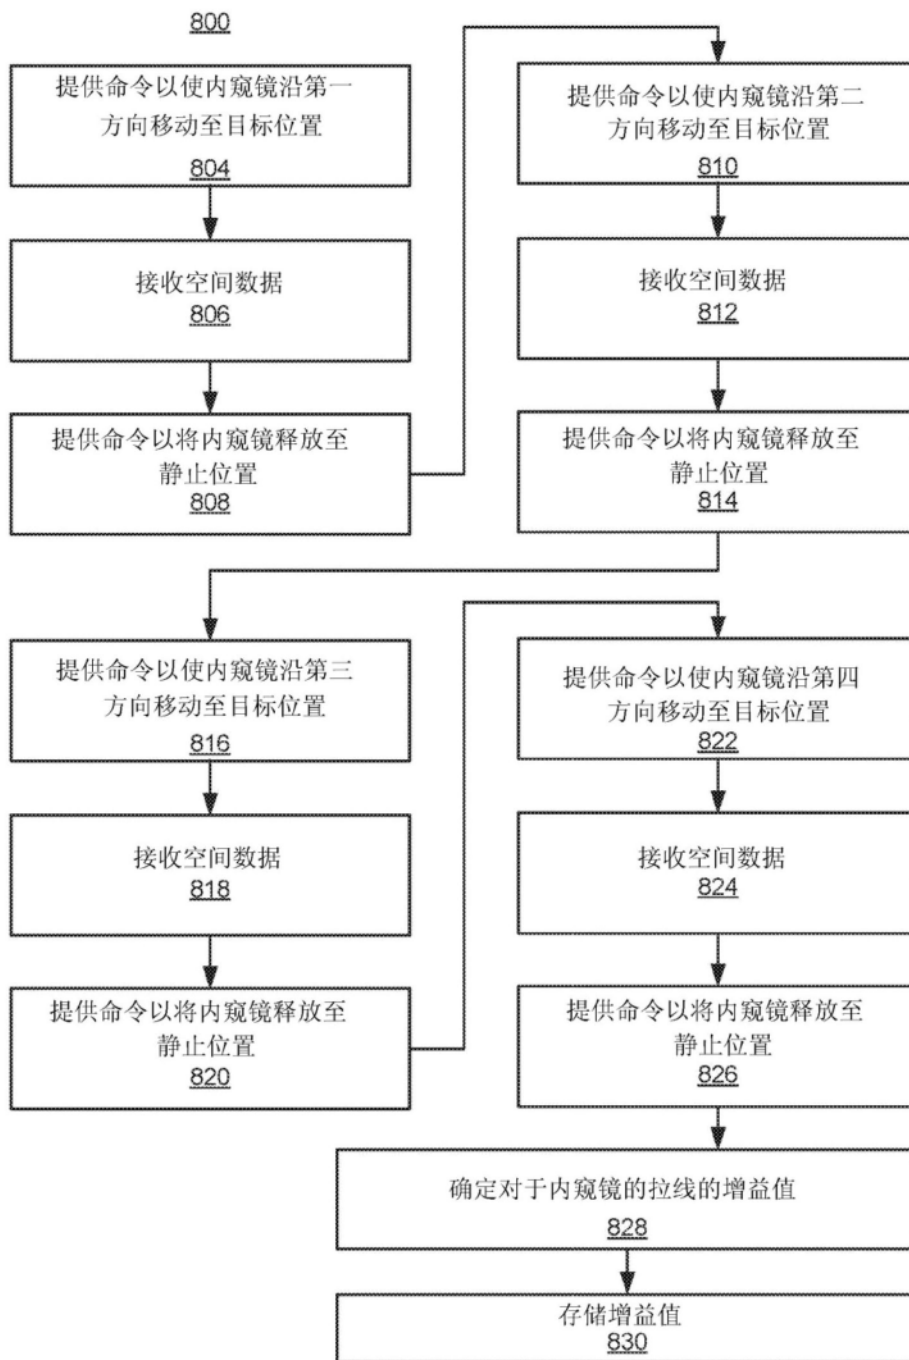 800
提供命令以使内窥镜沿第一
方向移动至目标位置
804
接收空间数据
806
提供命令以将内窥镜释放至
静止位置
808
提供命令以使内窥镜沿第二
方向移动至目标位置
810
接收空间数据
812
提供命令以将内窥镜释放至
静止位置
814
提供命令以使内窥镜沿第三
方向移动至目标位置
816
接收空间数据
818
提供命令以将内窥镜释放至
静止位置
820
提供命令以使内窥镜沿第四
方向移动至目标位置
822
接收空间数据
824
提供命令以将内窥镜释放至
静止位置
826
确定对于内窥镜的拉线的增益值
828
存储增益值
830